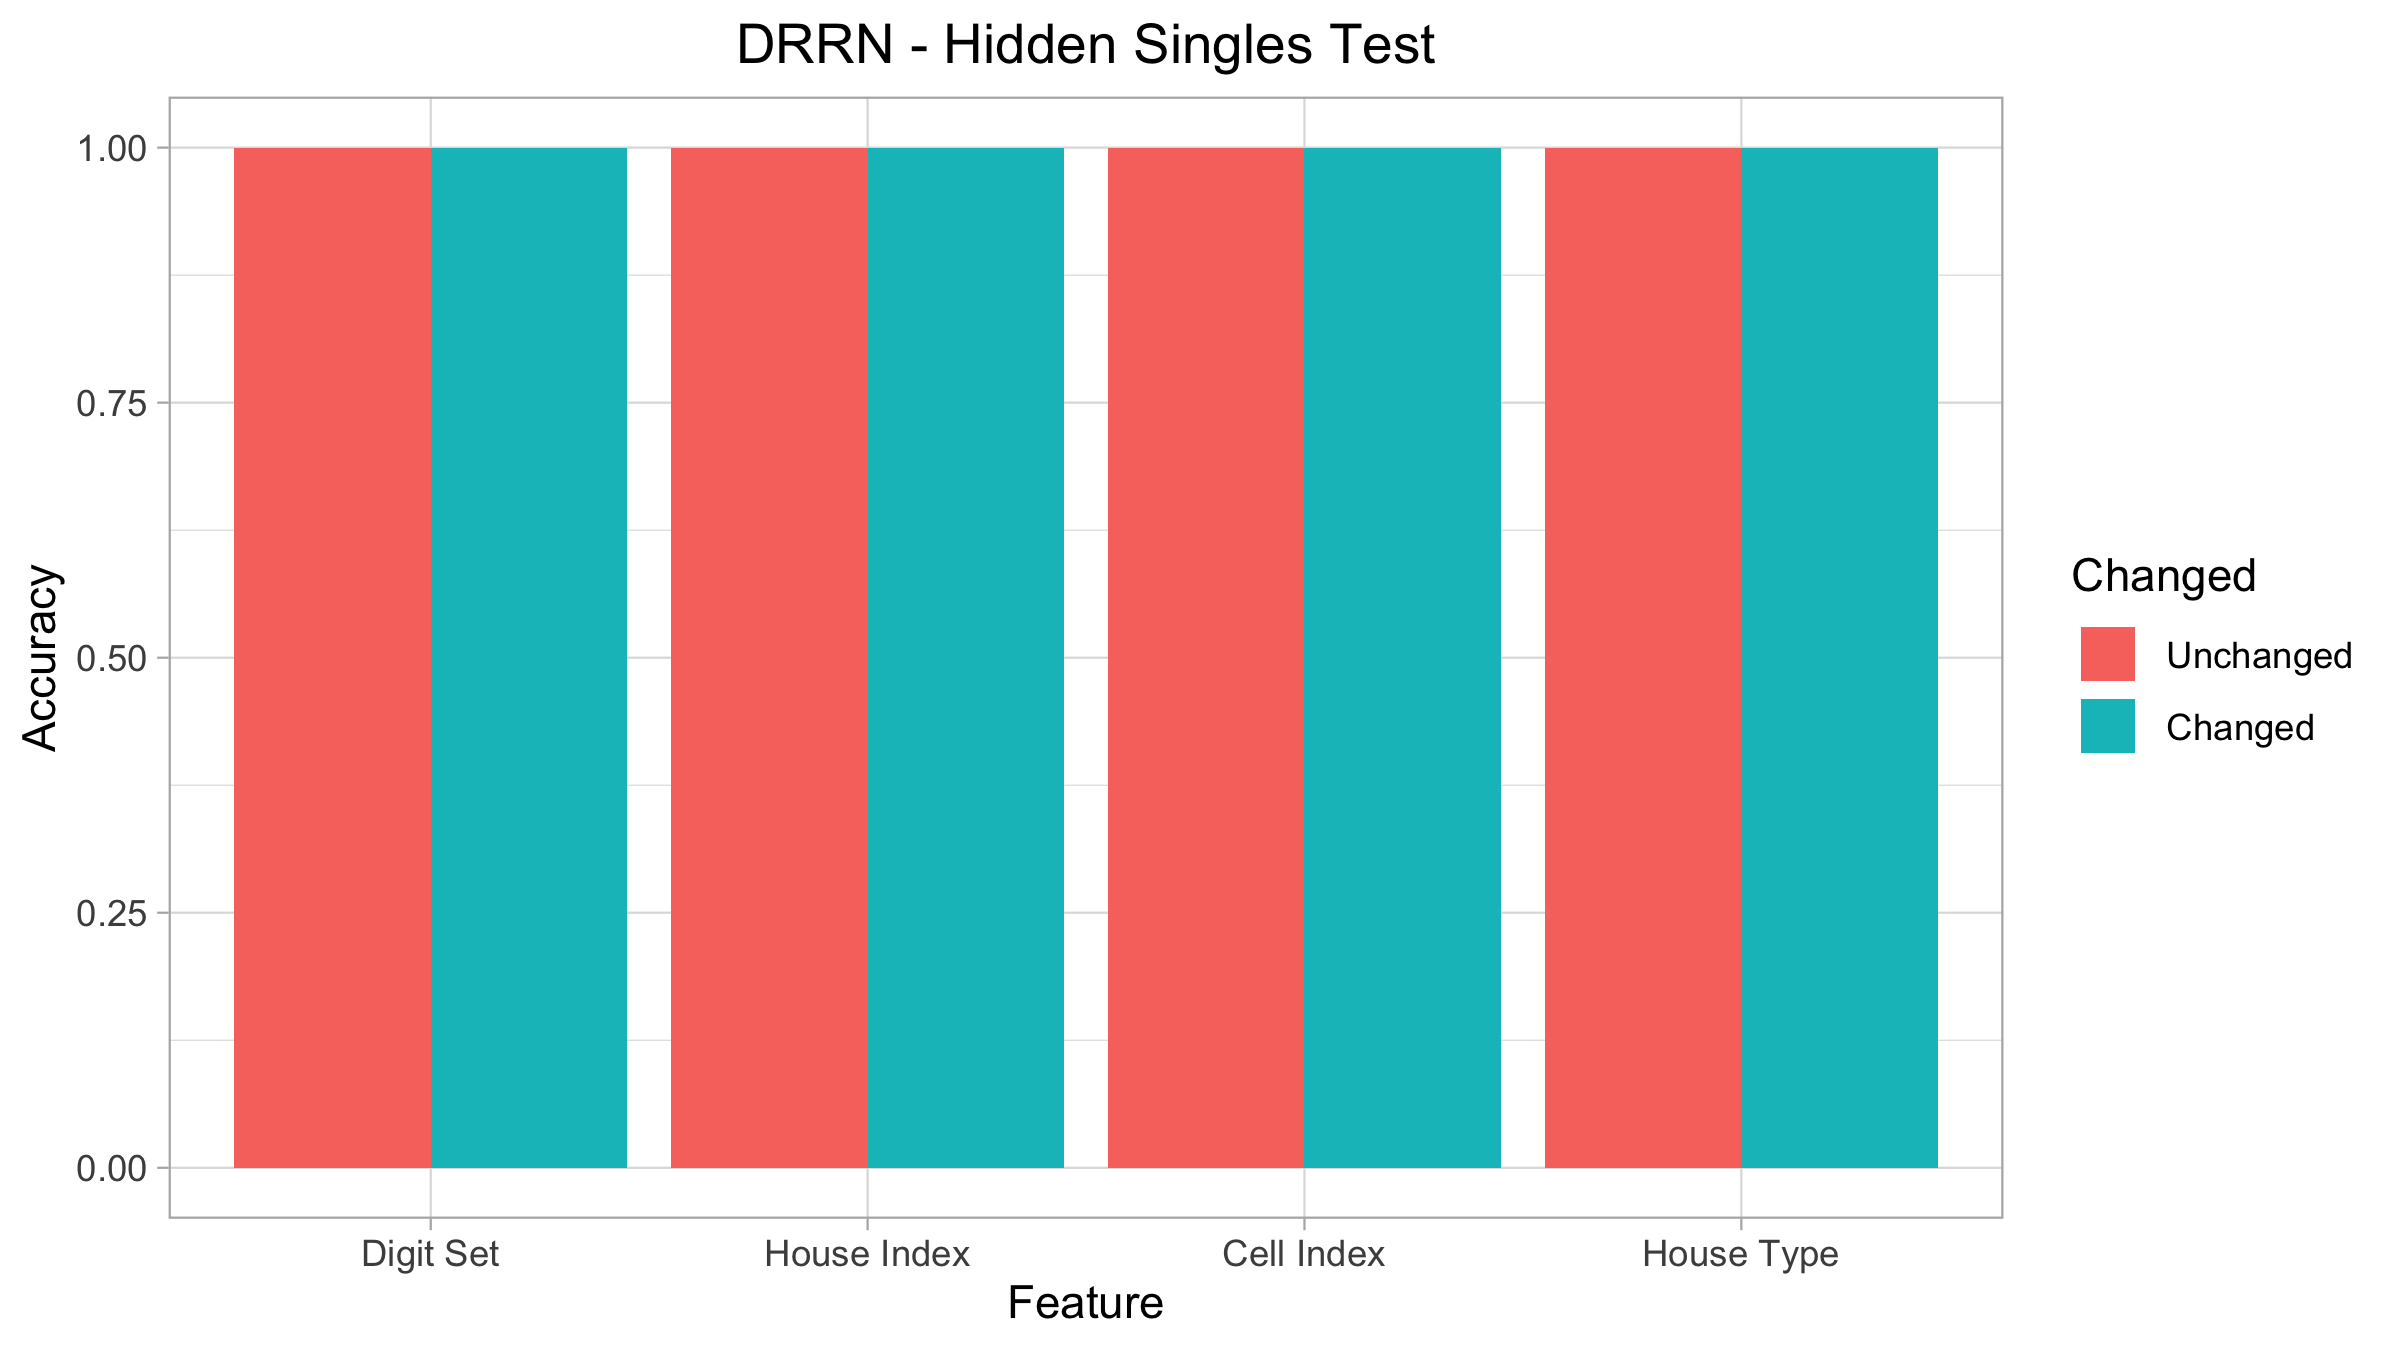 DRRN - Hidden Singles Test
1.00
0.75
0.50
0.25
0.00
Accuracy
Digit Set
House Index
Cell Index
House Type
Feature
Changed
Unchanged
Changed